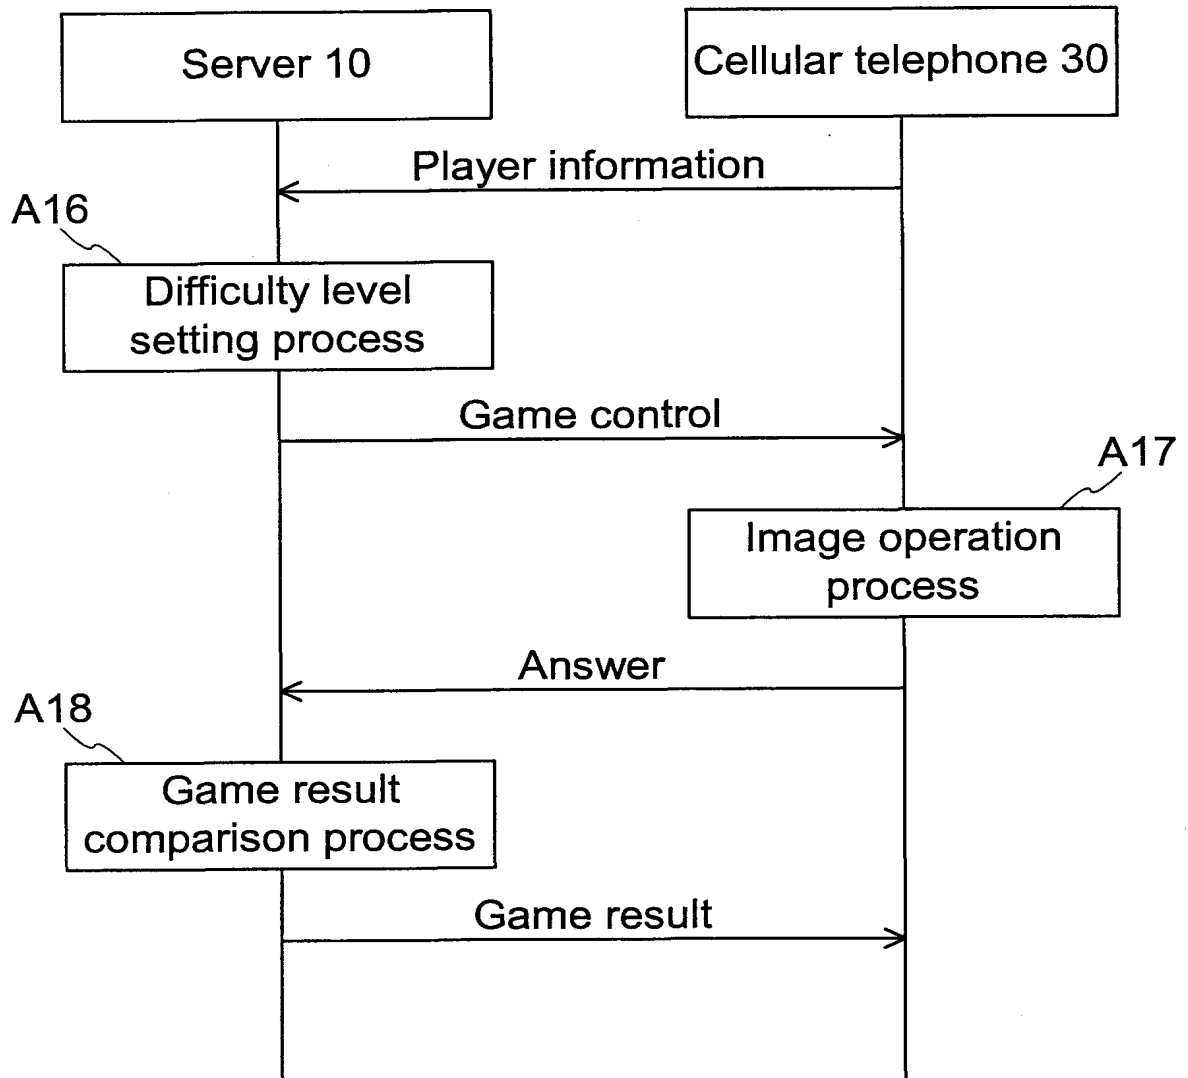 Server 10
Cellular telephone 30
Player information
A16
Difficulty level
setting process
Game control
A17
Image operation
process
Answer
A18
Game result
comparison process
Game result